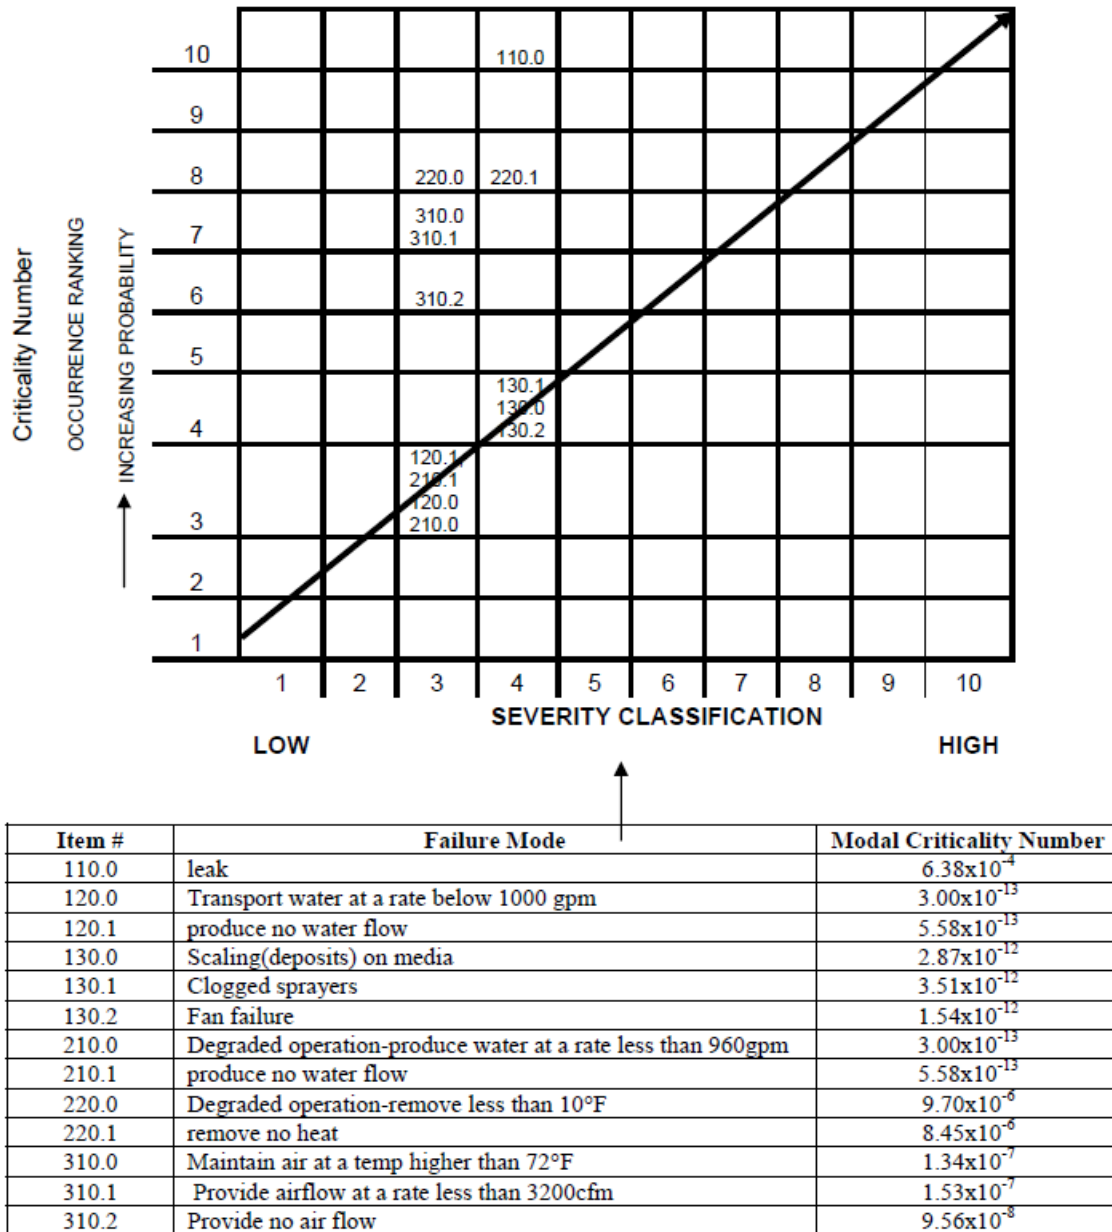 10
110.0
9
8
220.0
220.1
310.0
7
310.1
6
310.2
5
130.1
130.0
4
130.2
120.1,
210.1
120.0
3
210.0
2
1
Criticality Number
OCCURRENCE RANKING
INCREASING PROBABILITY
1 2 3 4 5 6 7 8 9 10
SEVERITY CLASSIFICATION
LOW HIGH
Item # Failure Mode Modal Criticality Number
110.0 leak 6.38x10⁻⁴
120.0 Transport water at a rate below 1000 gpm 3.00x10⁻¹³
120.1 produce no water flow 5.58x10⁻¹³
130.0 Scaling(deposits) on media 2.87x10⁻¹²
130.1 Clogged sprayers 3.51x10⁻¹²
130.2 Fan failure 1.54x10⁻¹²
210.0 Degraded operation-produce water at a rate less than 960gpm 3.00x10⁻¹³
210.1 produce no water flow 5.58x10⁻¹³
220.0 Degraded operation-remove less than 10°F 9.70x10⁻⁶
220.1 remove no heat 8.45x10⁻⁶
310.0 Maintain air at a temp higher than 72°F 1.34x10⁻⁷
310.1 Provide airflow at a rate less than 3200cfm 1.53x10⁻⁷
310.2 Provide no air flow 9.56x10⁻⁸